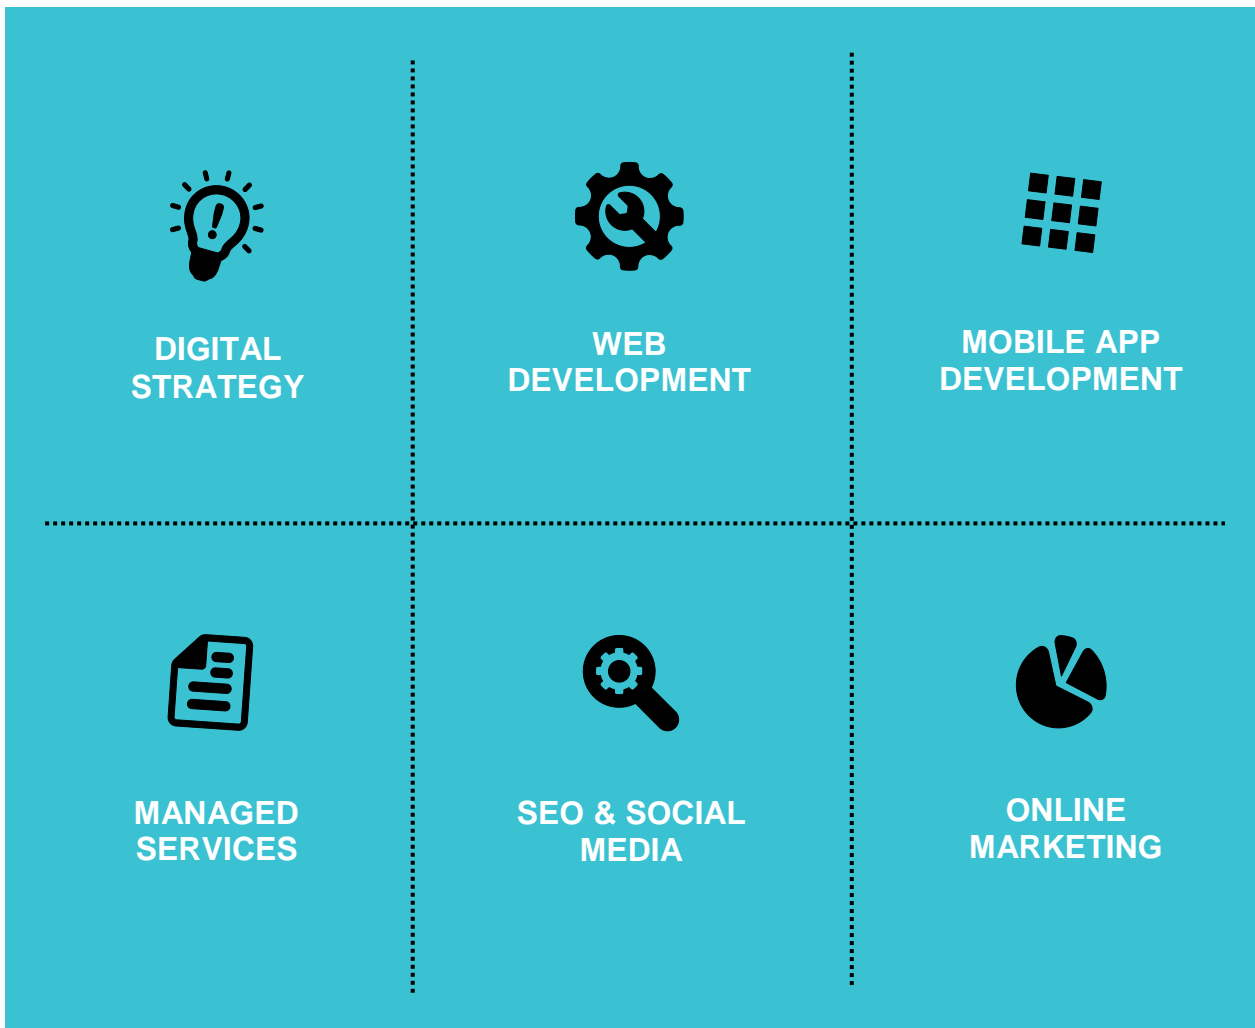 DIGITAL
STRATEGY
WEB
DEVELOPMENT
MOBILE APP
DEVELOPMENT
MANAGED
SERVICES
SEO & SOCIAL
MEDIA
ONLINE
MARKETING